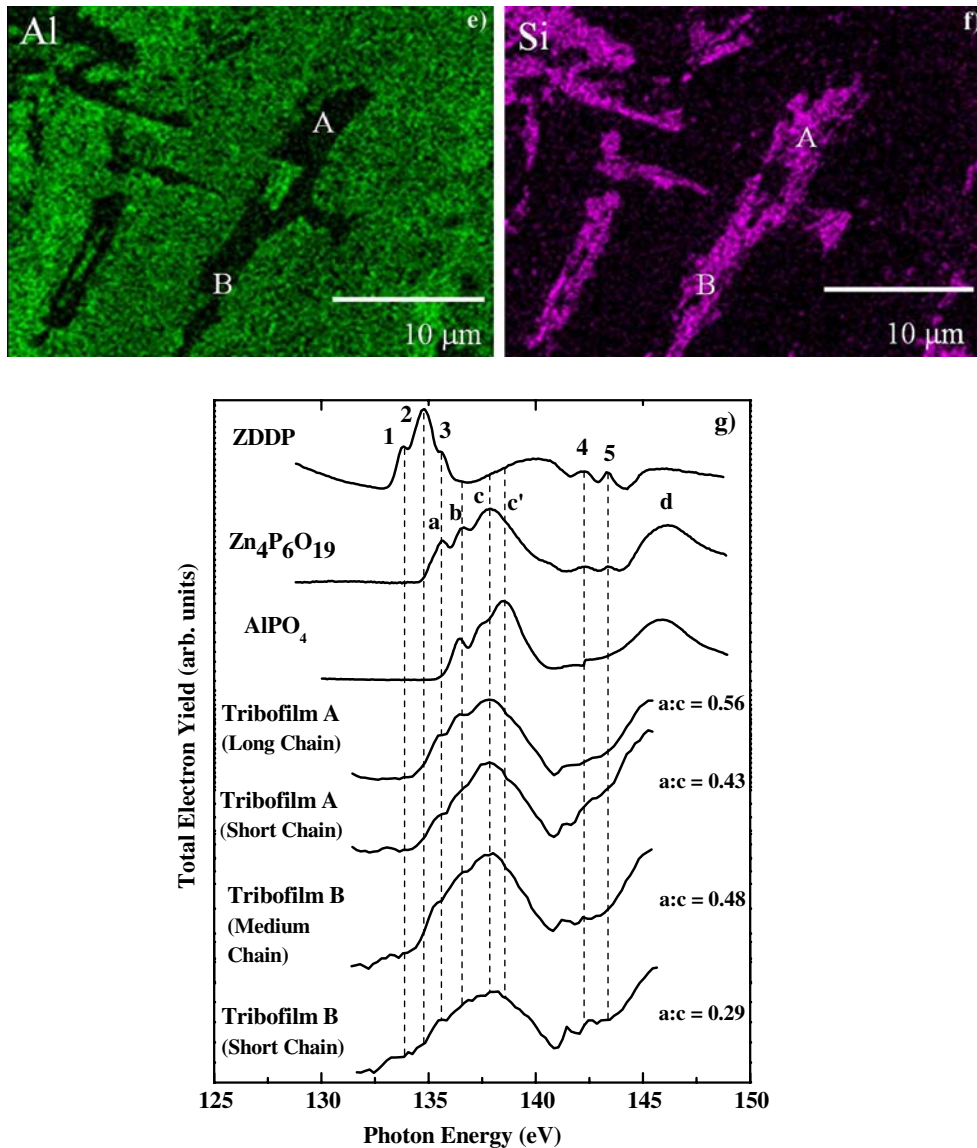 Al
e)
A
B
10 μm
Si
f)
A
B
10 μm
g)
ZDDP
1
2
3
4
5
Zn4P6O19
a
b
c
c'
d
AlPO4
Tribofilm A
(Long Chain)
a:c = 0.56
Tribofilm A
(Short Chain)
a:c = 0.43
Tribofilm B
(Medium
Chain)
a:c = 0.48
Tribofilm B
(Short Chain)
a:c = 0.29
Total Electron Yield (arb. units)
125 130 135 140 145 150
Photon Energy (eV)